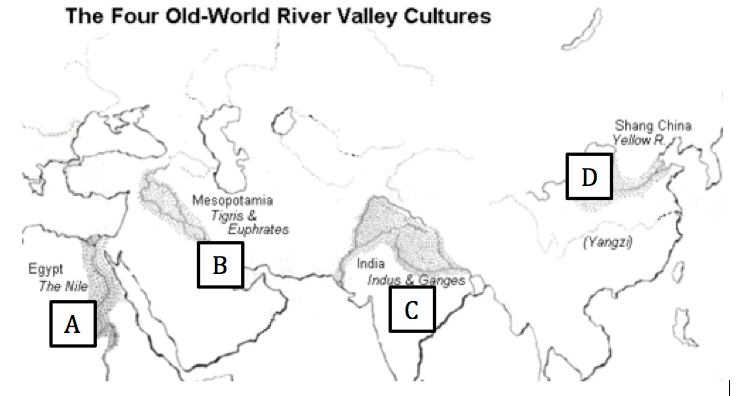 The Four Old-World River Valley Cultures
Shang China
Yellow R.
D
Mesopotamia
Tigris &
Euphrates
B
(Yangzi)
Egypt
The Nile
A
India
Indus & Ganges
C